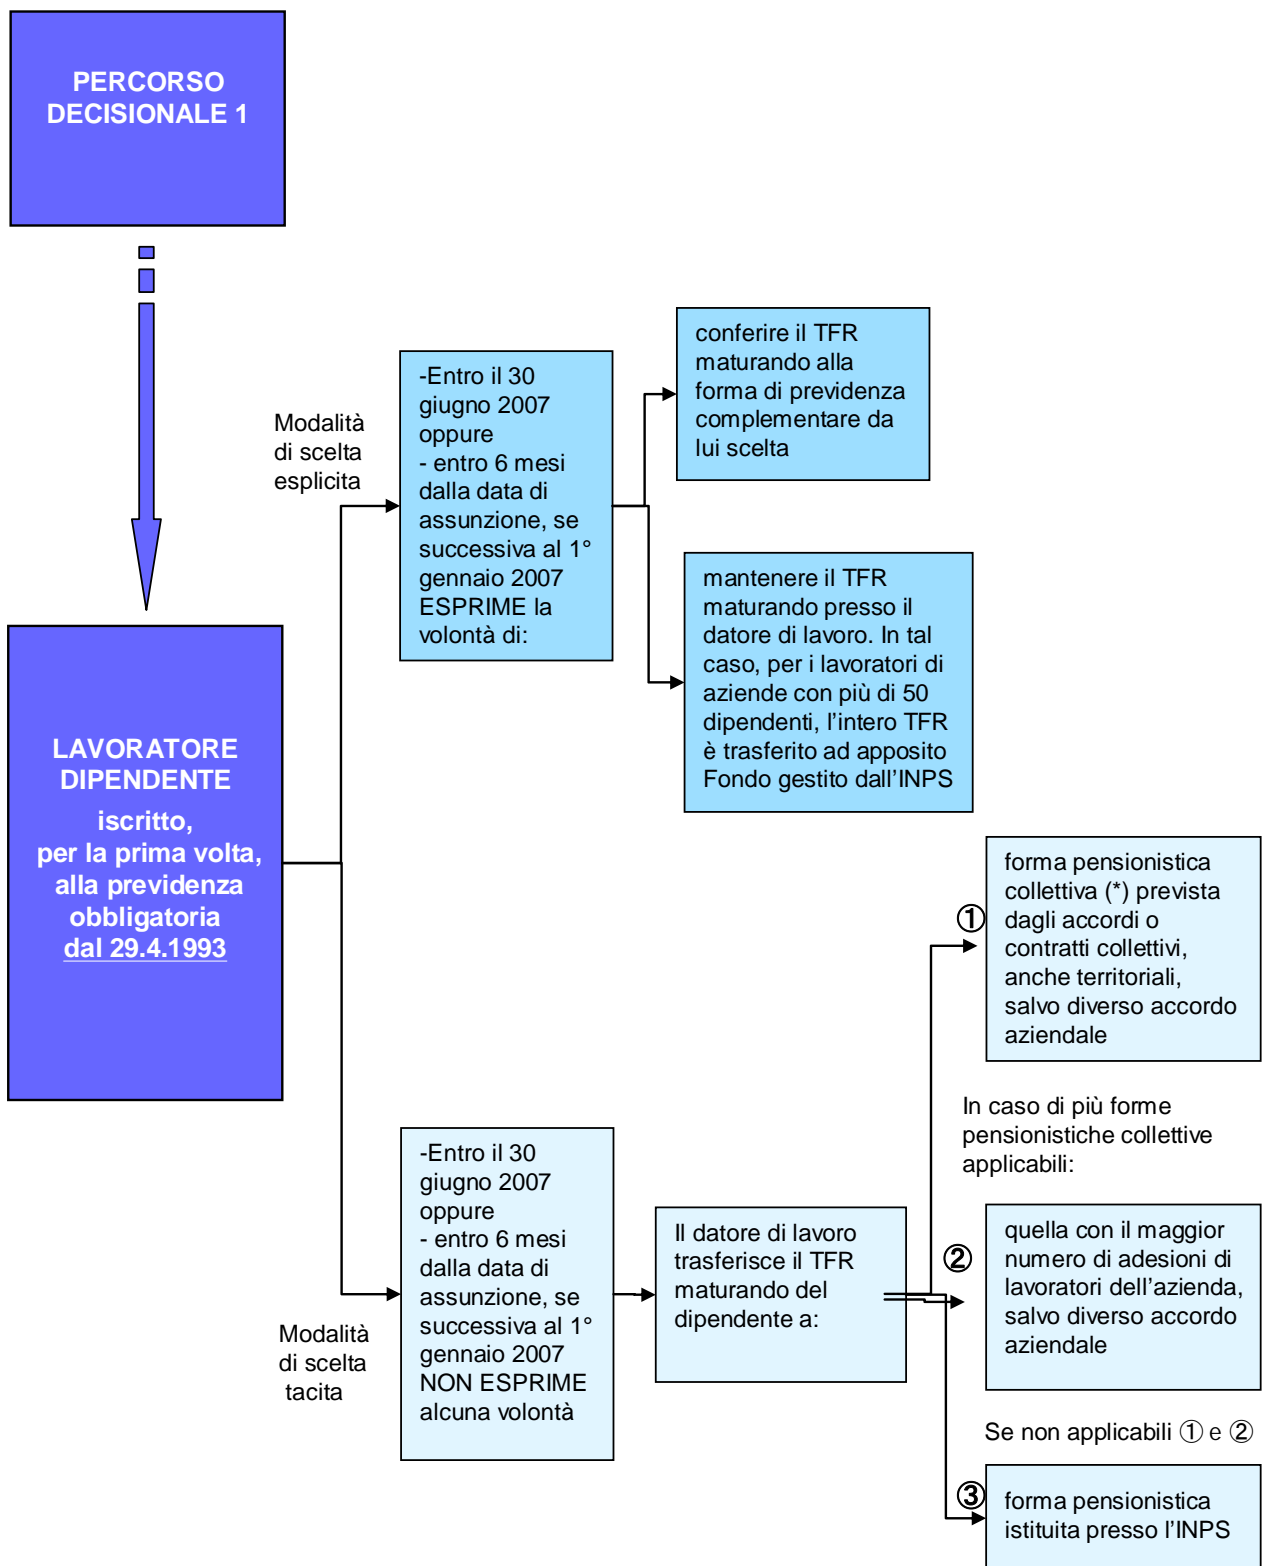 PERCORSO
DECISIONALE 1
LAVORATORE
DIPENDENTE
iscritto,
per la prima volta,
alla previdenza
obbligatoria
dal 29.4.1993
Modalità
di scelta
esplicita
-Entro il 30
giugno 2007
oppure
- entro 6 mesi
dalla data di
assunzione, se
successiva al 1°
gennaio 2007
ESPRIME la
volontà di:
conferire il TFR
maturando alla
forma di previdenza
complementare da
lui scelta
mantenere il TFR
maturando presso il
datore di lavoro. In tal
caso, per i lavoratori di
aziende con più di 50
dipendenti, l’intero TFR
è trasferito ad apposito
Fondo gestito dall’INPS
Modalità
di scelta
tacita
-Entro il 30
giugno 2007
oppure
- entro 6 mesi
dalla data di
assunzione, se
successiva al 1°
gennaio 2007
NON ESPRIME
alcuna volontà
Il datore di lavoro
trasferisce il TFR
maturando del
dipendente a:
①
forma pensionistica
collettiva (*) prevista
dagli accordi o
contratti collettivi,
anche territoriali,
salvo diverso accordo
aziendale
In caso di più forme
pensionistiche collettive
applicabili:
②
quella con il maggior
numero di adesioni di
lavoratori dell’azienda,
salvo diverso accordo
aziendale
Se non applicabili ① e ②
③
forma pensionistica
istituita presso l’INPS